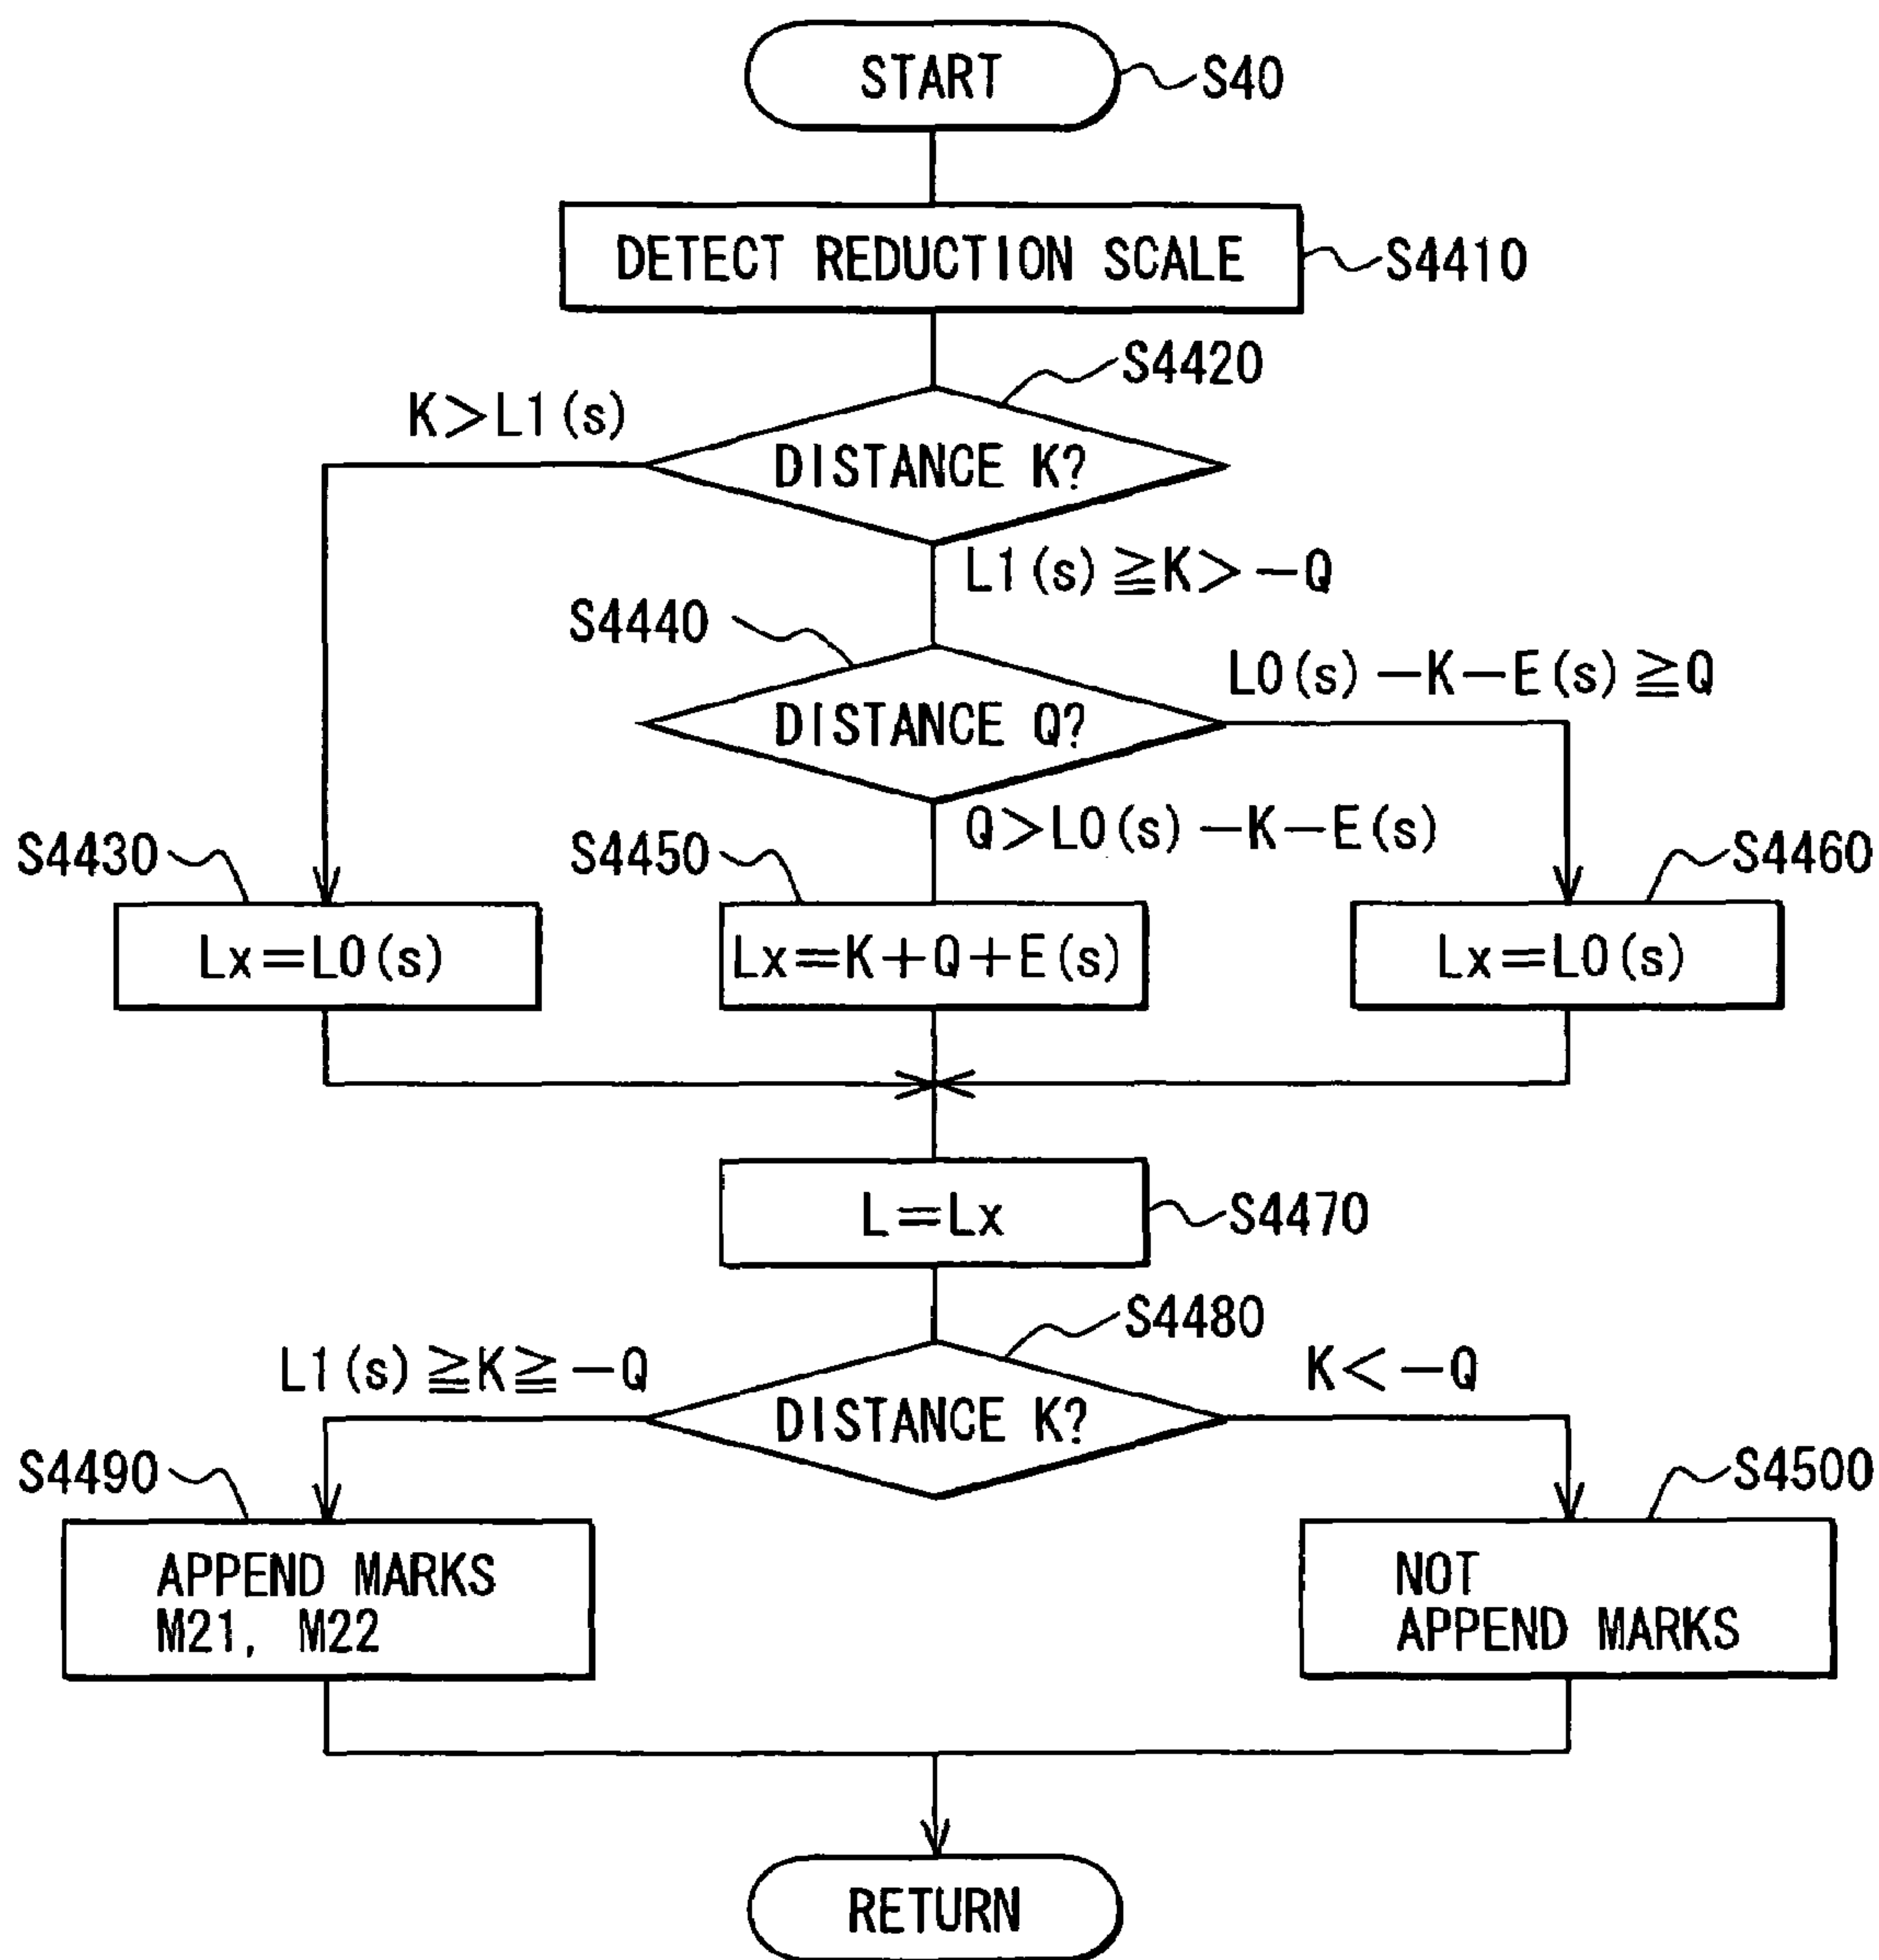 START
S40
DETECT REDUCTION SCALE
S4410
S4420
K>L1(s)
DISTANCE K?
L1(s)≧K>-Q
S4440
L0(s)-K-E(s)≧Q
DISTANCE Q?
Q>L0(s)-K-E(s)
S4430
S4450
S4460
Lx=L0(s)
Lx=K+Q+E(s)
Lx=L0(s)
L=Lx
S4470
S4480
L1(s)≧K≧-Q
K<-Q
DISTANCE K?
S4490
S4500
APPEND MARKS
M21, M22
NOT
APPEND MARKS
RETURN